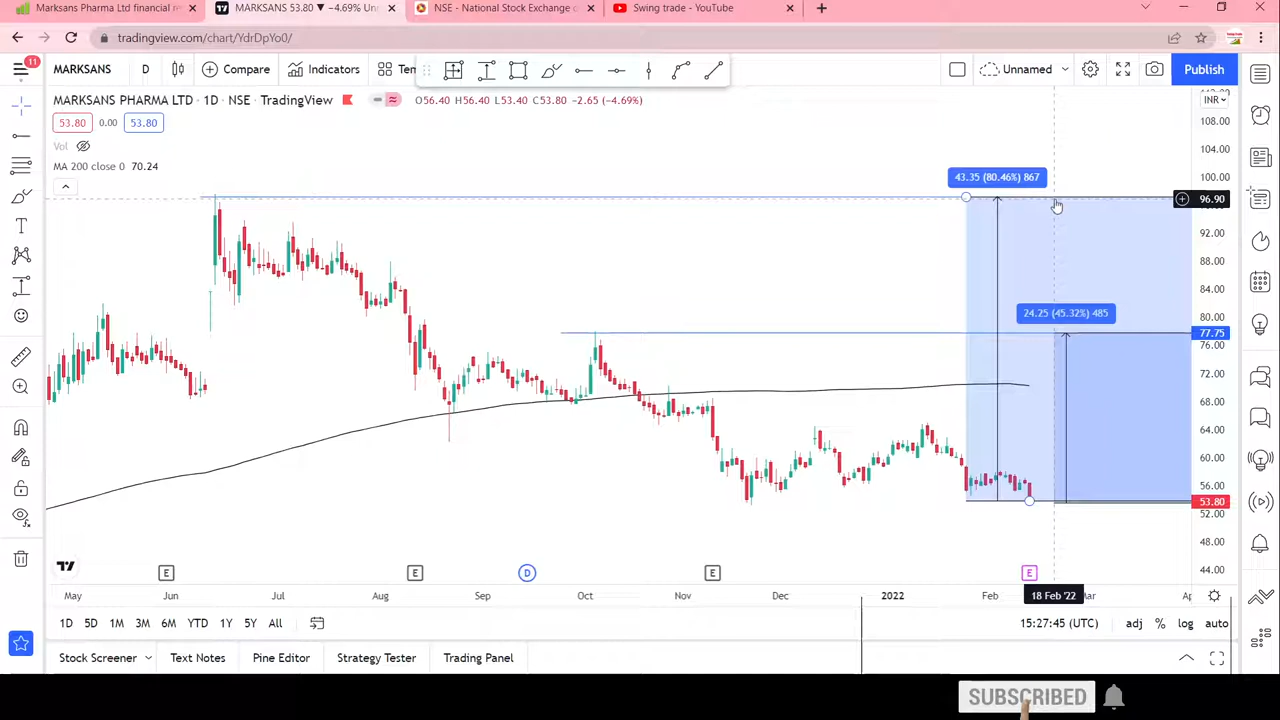 Marksans Pharma Ltd financial re
MARKSANS 53.80 ▼ −4.69% Un
NSE - National Stock Exchange o
Swing trade - YouTube
tradingview.com/chart/YdrDpYo0/
11
MARKSANS
D
Compare
Indicators
Tem
Unnamed
Publish
MARKSANS PHARMA LTD · 1D · NSE · TradingView
O56.40 H56.40 L53.40 C53.80 −2.65 (−4.69%)
INR
53.80
0.00
53.80
Vol
MA 200 close 0 70.24
108.00
104.00
100.00
96.90
92.00
88.00
84.00
80.00
77.75
76.00
72.00
68.00
64.00
60.00
56.00
53.80
52.00
48.00
44.00
43.35 (80.46%) 867
24.25 (45.32%) 485
E
E
D
E
E
May
Jun
Jul
Aug
Sep
Oct
Nov
Dec
2022
Feb
18 Feb '22
Mar
Ap
1D 5D 1M 3M 6M YTD 1Y 5Y All
15:27:45 (UTC)
adj % log auto
Stock Screener
Text Notes
Pine Editor
Strategy Tester
Trading Panel
SUBSCRIBED